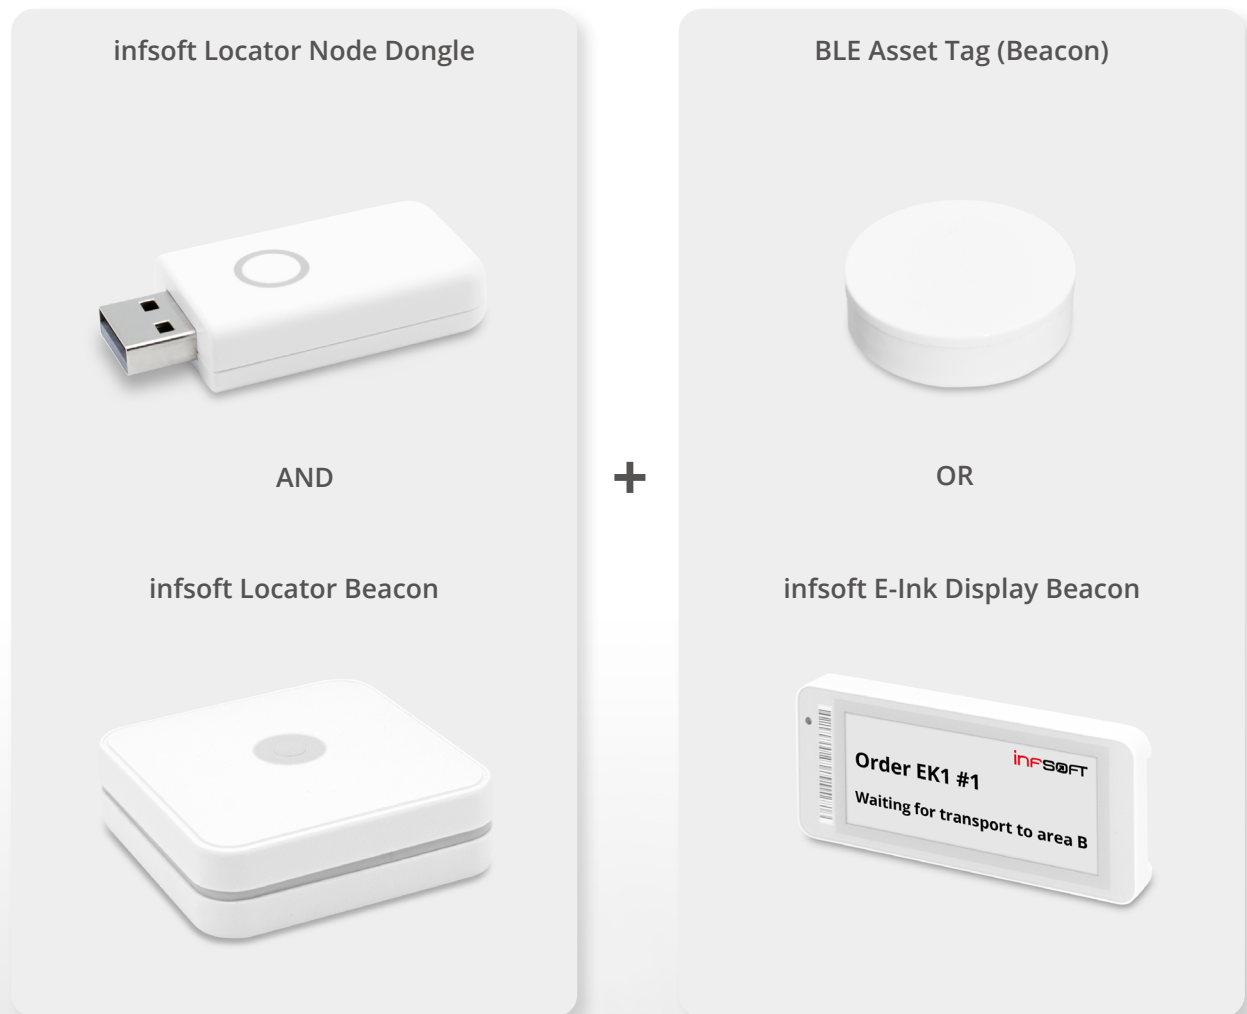 infsoft Locator Node Dongle
AND
infsoft Locator Beacon
+
BLE Asset Tag (Beacon)
OR
infsoft E-Ink Display Beacon
infsoft
Order EK1 #1
Waiting for transport to area B